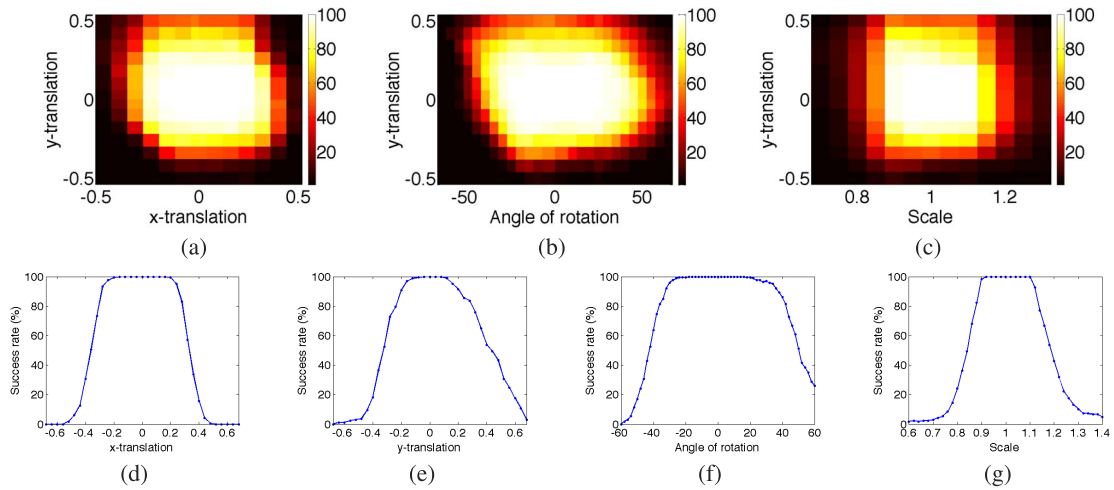 0.5
0
-0.5
y-translation
-0.5 0 0.5
x-translation
100
80
60
40
20
(a)
0.5
0
-0.5
y-translation
-50 0 50
Angle of rotation
100
80
60
40
20
(b)
0.5
0
-0.5
y-translation
0.8 1 1.2
Scale
100
80
60
40
20
(c)
100
80
60
40
20
0
Success rate (%)
-0.6 -0.4 -0.2 0 0.2 0.4 0.6
x-translation
(d)
100
80
60
40
20
0
Success rate (%)
-0.6 -0.4 -0.2 0 0.2 0.4 0.6
y-translation
(e)
100
80
60
40
20
0
Success rate (%)
-60 -40 -20 0 20 40 60
Angle of rotation
(f)
100
80
60
40
20
0
Success rate (%)
0.6 0.7 0.8 0.9 1 1.1 1.2 1.3 1.4
Scale
(g)